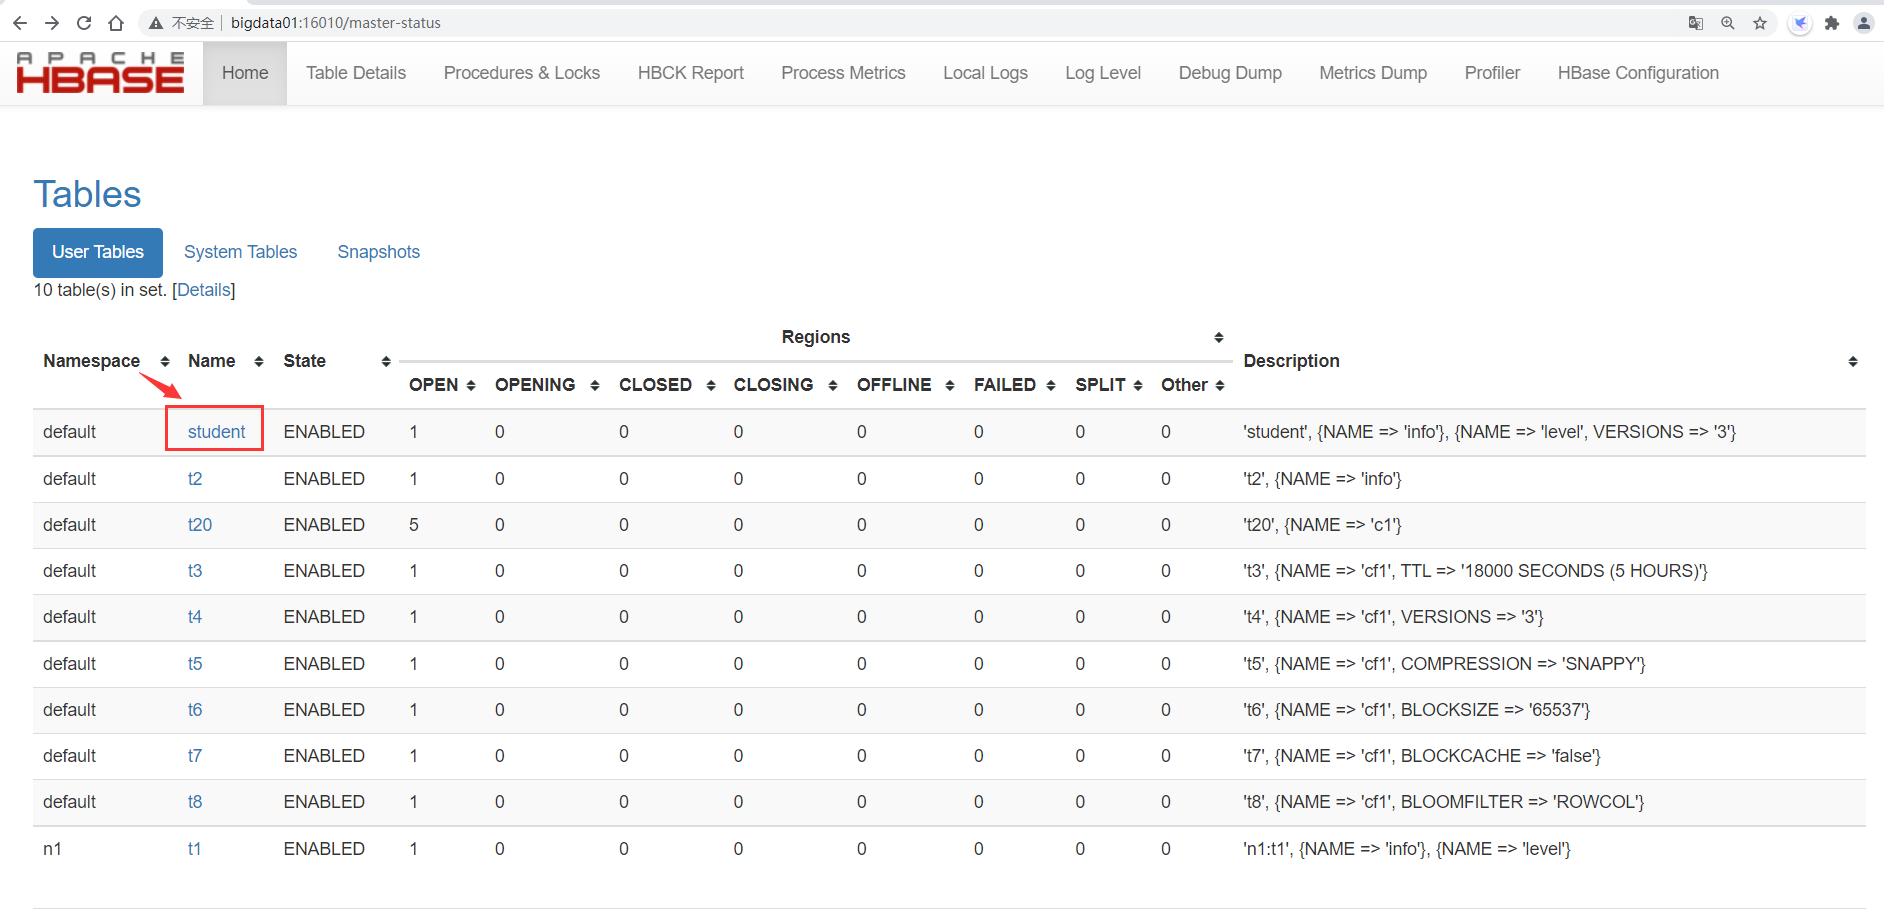 不安全 bigdata01:16010/master-status
APACHE
HBASE
Home Table Details Procedures & Locks HBCK Report Process Metrics Local Logs Log Level Debug Dump Metrics Dump Profiler HBase Configuration
Tables
User Tables System Tables Snapshots
10 table(s) in set. [Details]
Regions
Namespace Name State Description
OPEN OPENING CLOSED CLOSING OFFLINE FAILED SPLIT Other
default student ENABLED 1 0 0 0 0 0 0 0 'student', {NAME => 'info'}, {NAME => 'level', VERSIONS => '3'}
default t2 ENABLED 1 0 0 0 0 0 0 0 't2', {NAME => 'info'}
default t20 ENABLED 5 0 0 0 0 0 0 0 't20', {NAME => 'c1'}
default t3 ENABLED 1 0 0 0 0 0 0 0 't3', {NAME => 'cf1', TTL => '18000 SECONDS (5 HOURS)'}
default t4 ENABLED 1 0 0 0 0 0 0 0 't4', {NAME => 'cf1', VERSIONS => '3'}
default t5 ENABLED 1 0 0 0 0 0 0 0 't5', {NAME => 'cf1', COMPRESSION => 'SNAPPY'}
default t6 ENABLED 1 0 0 0 0 0 0 0 't6', {NAME => 'cf1', BLOCKSIZE => '65537'}
default t7 ENABLED 1 0 0 0 0 0 0 0 't7', {NAME => 'cf1', BLOCKCACHE => 'false'}
default t8 ENABLED 1 0 0 0 0 0 0 0 't8', {NAME => 'cf1', BLOOMFILTER => 'ROWCOL'}
n1 t1 ENABLED 1 0 0 0 0 0 0 0 'n1:t1', {NAME => 'info'}, {NAME => 'level'}